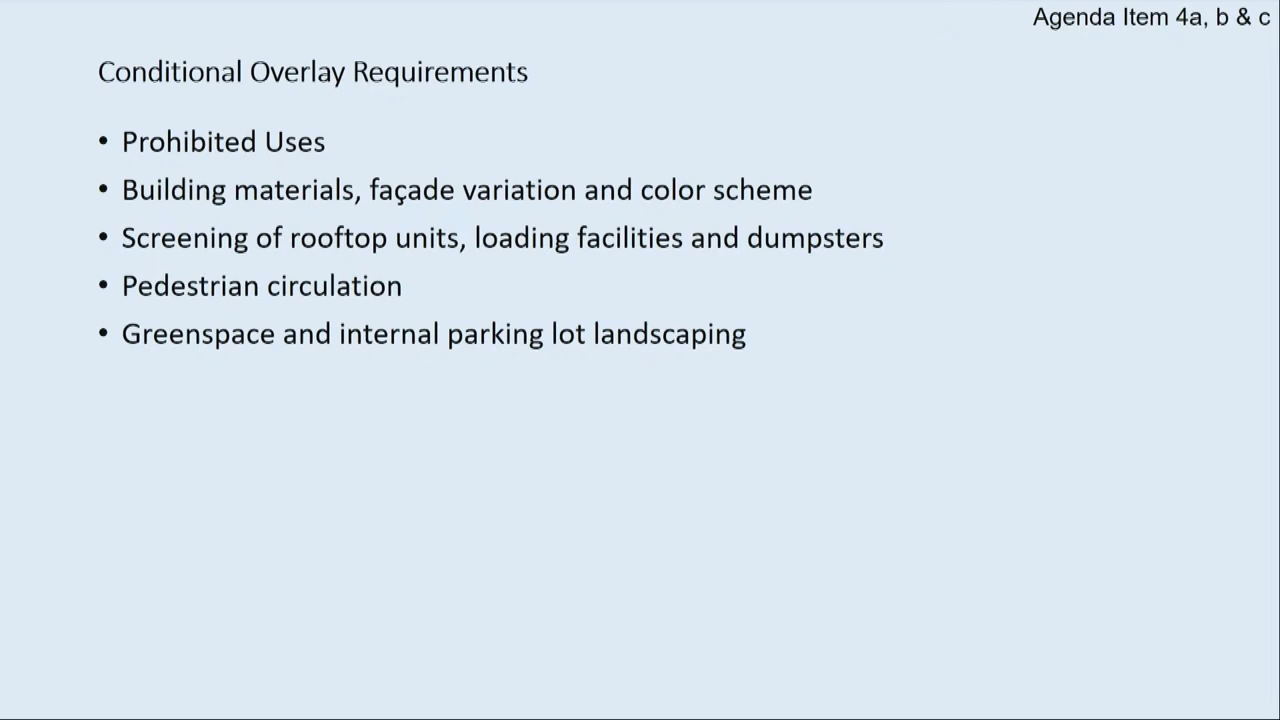 Agenda Item 4a, b & c
Conditional Overlay Requirements
• Prohibited Uses
• Building materials, façade variation and color scheme
• Screening of rooftop units, loading facilities and dumpsters
• Pedestrian circulation
• Greenspace and internal parking lot landscaping